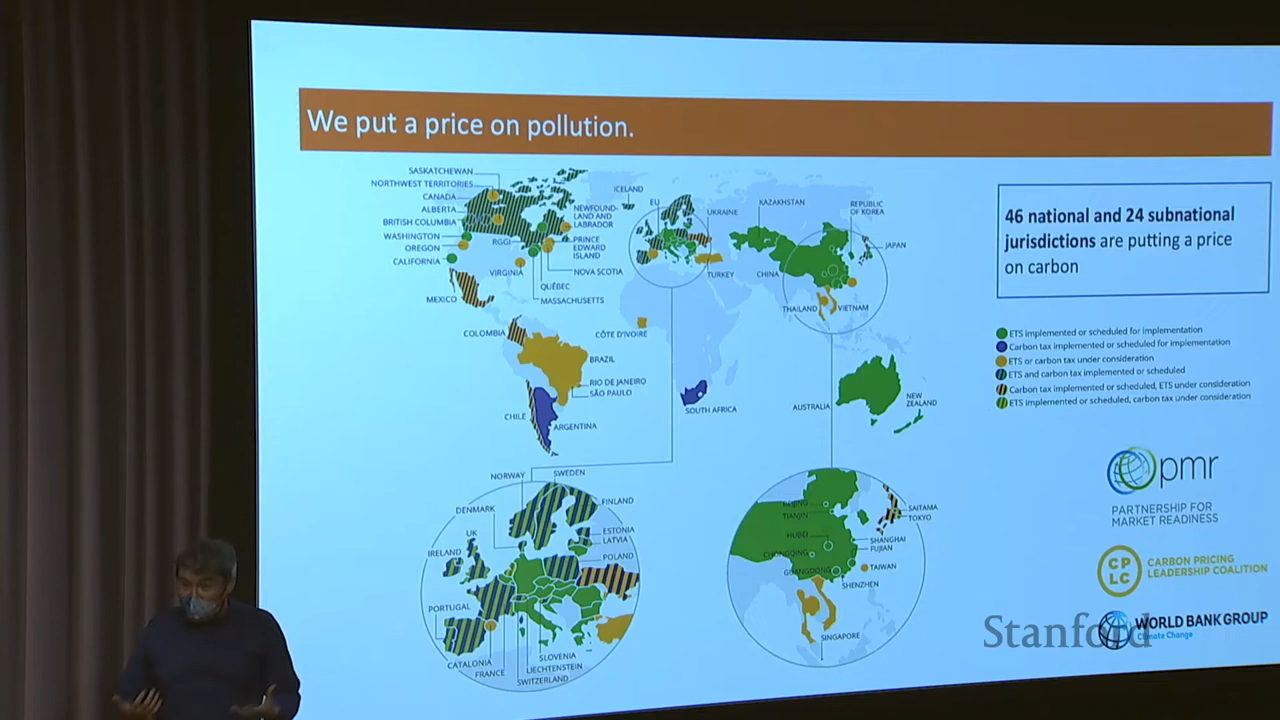 We put a price on pollution.
SASKATCHEWAN
NORTHWEST TERRITORIES
CANADA
ALBERTA
BRITISH COLUMBIA
WASHINGTON
OREGON
CALIFORNIA
RGGI
VIRGINIA
MEXICO
NEWFOUND-
LAND AND
LABRADOR
PRINCE
EDWARD
ISLAND
NOVA SCOTIA
QUÉBEC
MASSACHUSETTS
COLOMBIA
BRAZIL
RIO DE JANEIRO
SÃO PAULO
CHILE
ARGENTINA
ICELAND
EU
UKRAINE
TURKEY
CÔTE D'IVOIRE
SOUTH AFRICA
KAZAKHSTAN
REPUBLIC
OF KOREA
JAPAN
CHINA
THAILAND
VIETNAM
AUSTRALIA
NEW
ZEALAND
46 national and 24 subnational
jurisdictions are putting a price
on carbon
ETS implemented or scheduled for implementation
Carbon tax implemented or scheduled for implementation
ETS or carbon tax under consideration
ETS and carbon tax implemented or scheduled
Carbon tax implemented or scheduled, ETS under consideration
ETS implemented or scheduled, carbon tax under consideration
NORWAY
SWEDEN
DENMARK
FINLAND
UK
ESTONIA
LATVIA
IRELAND
POLAND
PORTUGAL
CATALONIA
FRANCE
SLOVENIA
LIECHTENSTEIN
SWITZERLAND
BEIJING
TIANJIN
HUBEI
CHONGQING
GUANGDONG
SAITAMA
TOKYO
SHANGHAI
FUJIAN
TAIWAN
SHENZHEN
SINGAPORE
pmr
PARTNERSHIP FOR
MARKET READINESS
CP
LC
CARBON PRICING
LEADERSHIP COALITION
WORLD BANK GROUP
Climate Change
Stanford